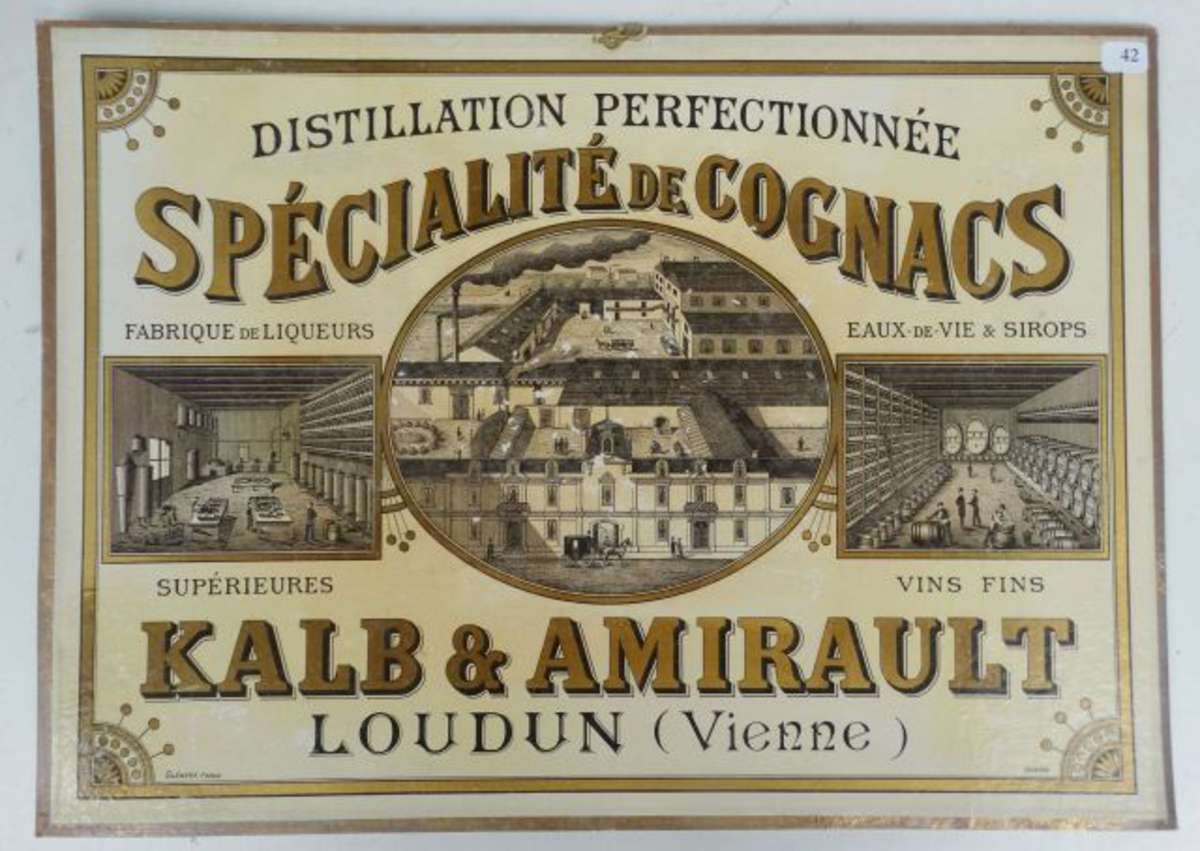 42
DISTILLATION PERFECTIONNÉE
SPÉCIALITÉ DE COGNACS
FABRIQUE DE LIQUEURS
EAUX-DE-VIE & SIROPS
SUPÉRIEURES
VINS FINS
KALB & AMIRAULT
LOUDUN (Vienne)